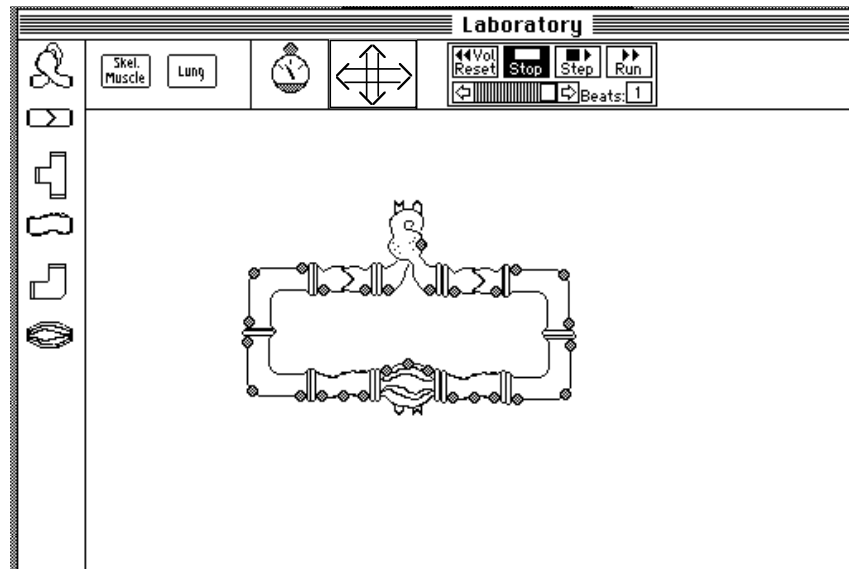 Laboratory
Skel.
Muscle
Lung
Vol
Reset
Stop
Step
Run
Beats: 1